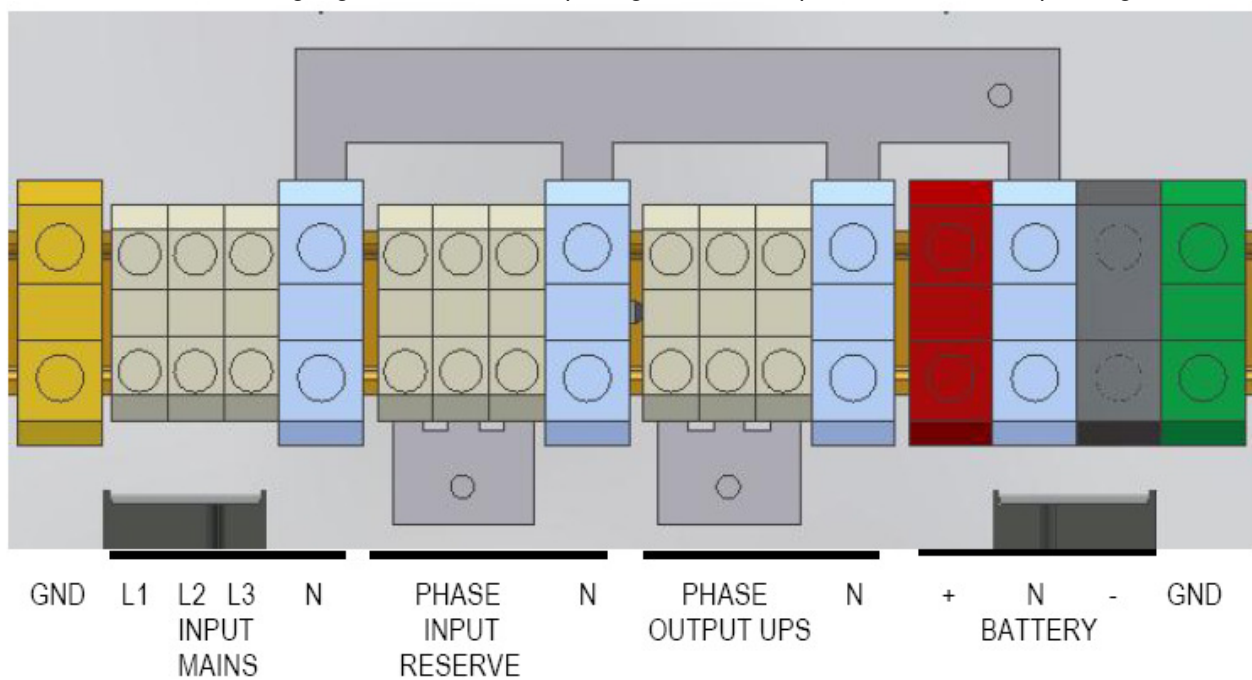 GND L1 L2 L3 N PHASE N PHASE N + N - GND
INPUT INPUT OUTPUT UPS BATTERY
MAINS RESERVE